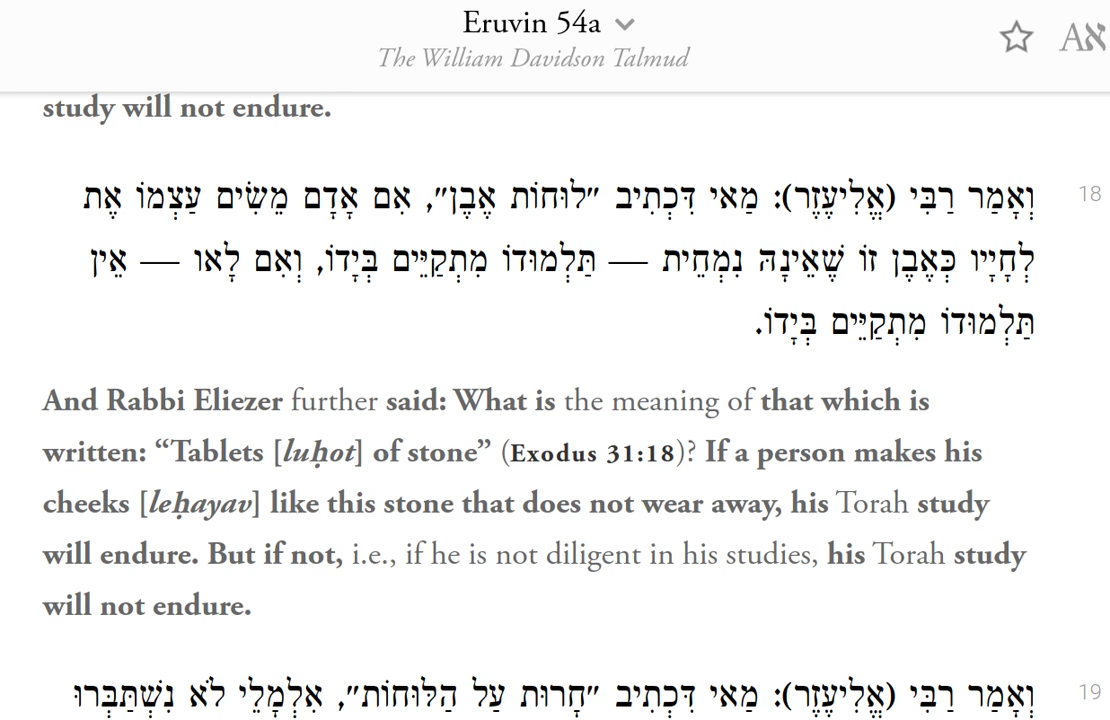 Eruvin 54a
The William Davidson Talmud
Aא
study will not endure.
18
וְאָמַר רַבִּי (אֱלִיעֶזֶר): מַאי דִּכְתִיב ״לוּחוֹת אֶבֶן״, אִם אָדָם מֵשִׂים עַצְמוֹ אֶת
לְחָיָיו כְּאֶבֶן זוֹ שֶׁאֵינָהּ נִמְחֵית — תַּלְמוּדוֹ מִתְקַיֵּים בְּיָדוֹ, וְאִם לָאו — אֵין
תַּלְמוּדוֹ מִתְקַיֵּים בְּיָדוֹ.
And Rabbi Eliezer further said: What is the meaning of that which is
written: “Tablets [luḥot] of stone” (Exodus 31:18)? If a person makes his
cheeks [leḥayav] like this stone that does not wear away, his Torah study
will endure. But if not, i.e., if he is not diligent in his studies, his Torah study
will not endure.
19
וְאָמַר רַבִּי (אֱלִיעֶזֶר): מַאי דִּכְתִיב ״חָרוּת עַל הַלּוּחוֹת״, אִלְמָלֵי לֹא נִשְׁתַּבְּרוּ